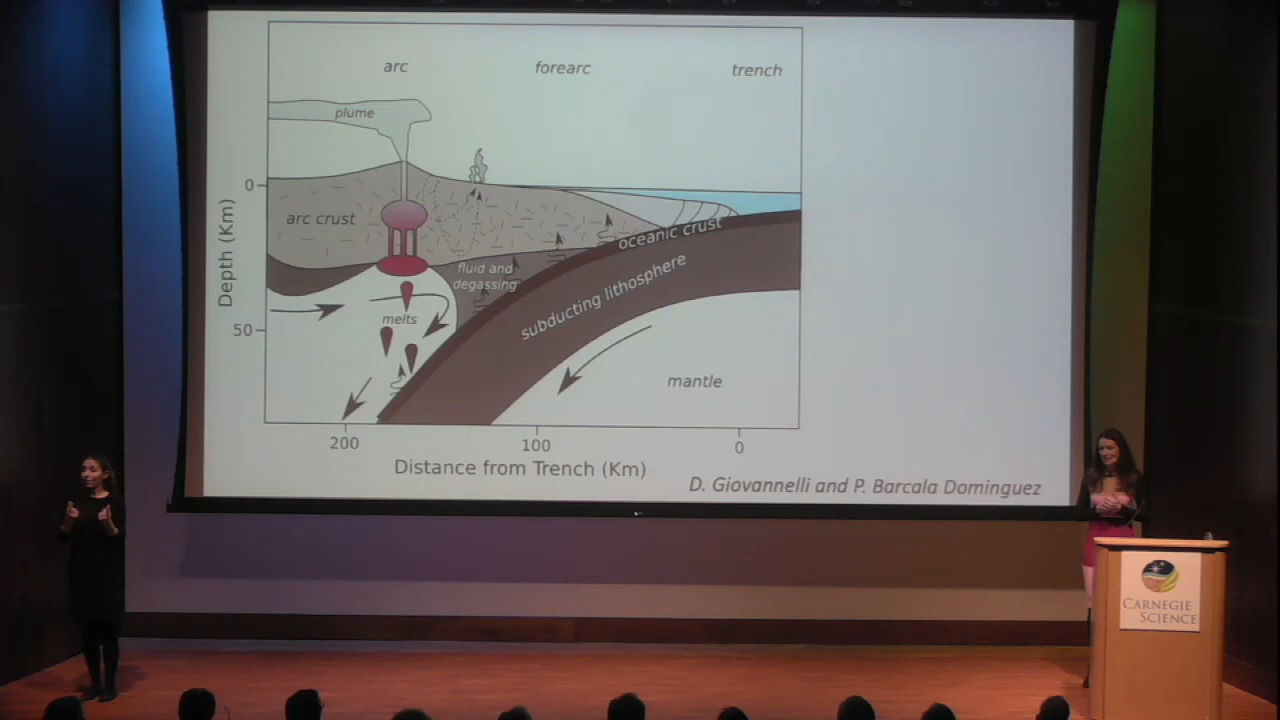 arc
forearc
trench
plume
0
arc crust
oceanic crust
fluid and
degassing
subducting lithosphere
melts
50
mantle
Depth (Km)
200
100
0
Distance from Trench (Km)
D. Giovannelli and P. Barcala Dominguez
CARNEGIE
SCIENCE